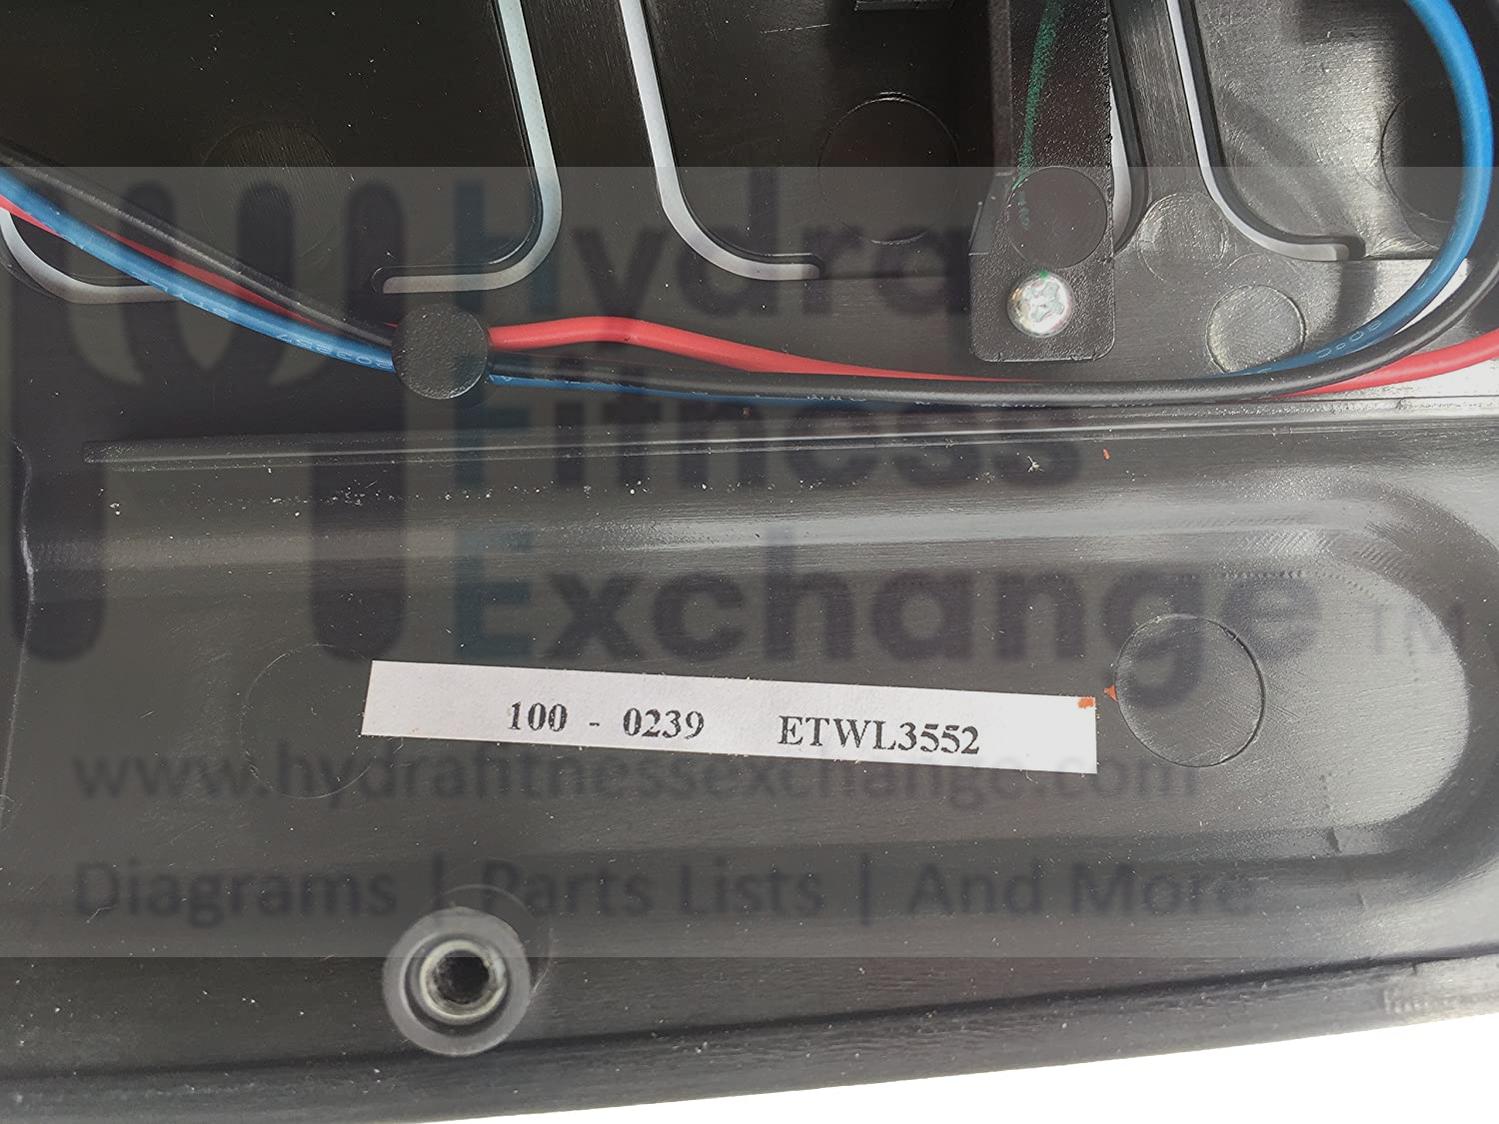 Hydra
Fitness
Exchange TM
100 - 0239 ETWL3552
www.hydrafitnessexchange.com
Diagrams | Parts Lists | And More